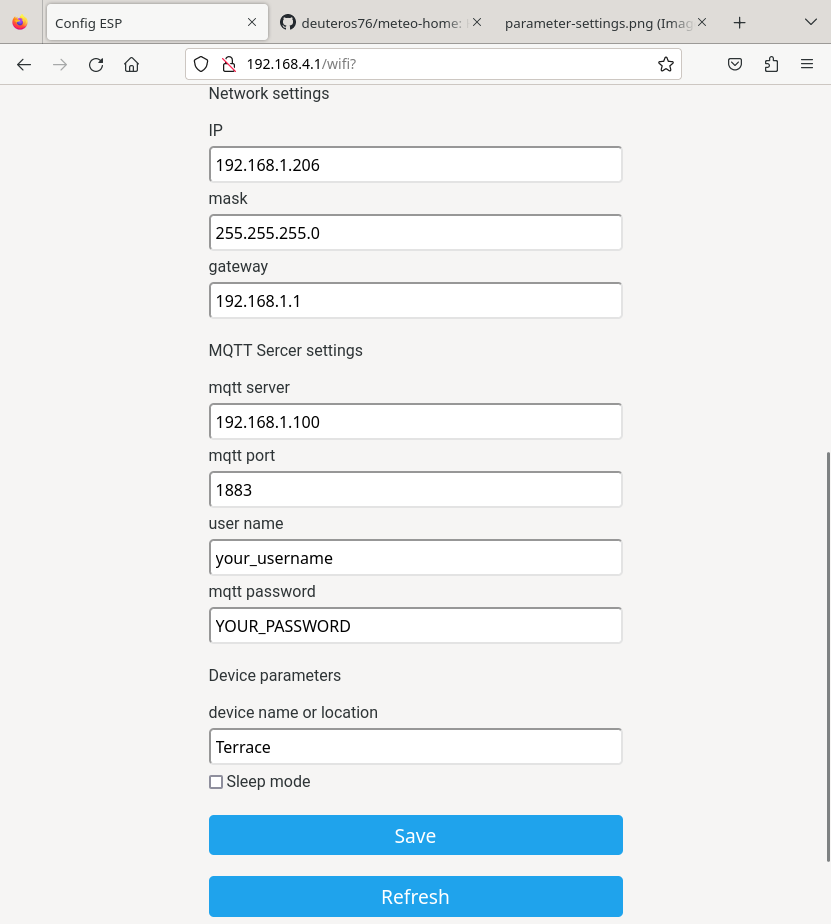 Config ESP
deuteros76/meteo-home:
parameter-settings.png (Imag
192.168.4.1/wifi?
Network settings
IP
192.168.1.206
mask
255.255.255.0
gateway
192.168.1.1
MQTT Sercer settings
mqtt server
192.168.1.100
mqtt port
1883
user name
your_username
mqtt password
YOUR_PASSWORD
Device parameters
device name or location
Terrace
Sleep mode
Save
Refresh